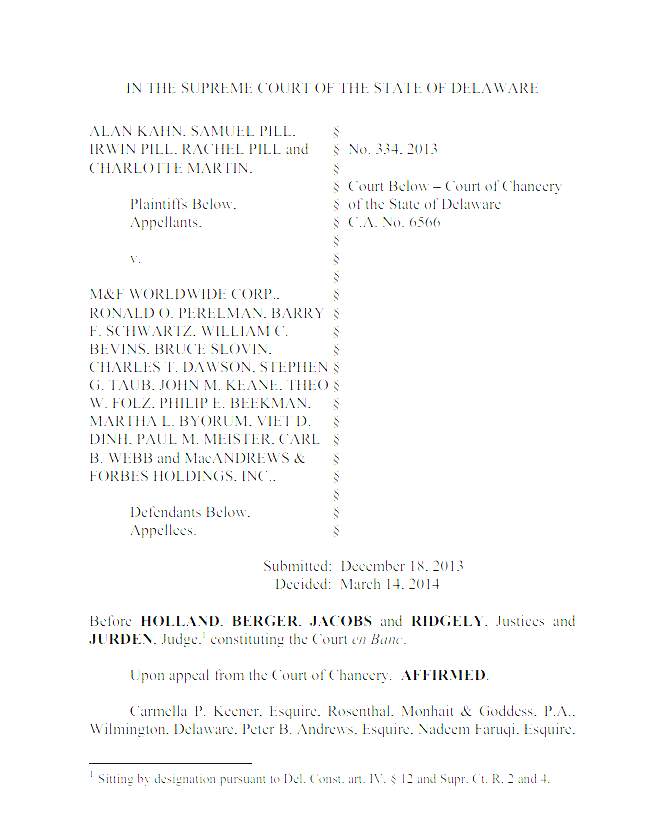 IN THE SUPREME COURT OF THE STATE OF DELAWARE
ALAN KAHN, SAMUEL PILL, §
IRWIN PILL, RACHEL PILL and § No. 334, 2013
CHARLOTTE MARTIN, §
§ Court Below – Court of Chancery
Plaintiffs Below, § of the State of Delaware
Appellants, § C.A. No. 6566
§
v. §
§
M&F WORLDWIDE CORP., §
RONALD O. PERELMAN, BARRY §
F. SCHWARTZ, WILLIAM C. §
BEVINS, BRUCE SLOVIN, §
CHARLES T. DAWSON, STEPHEN §
G. TAUB, JOHN M. KEANE, THEO §
W. FOLZ, PHILIP E. BEEKMAN, §
MARTHA L. BYORUM, VIET D. §
DINH, PAUL M. MEISTER, CARL §
B. WEBB and MacANDREWS & §
FORBES HOLDINGS, INC., §
§
Defendants Below, §
Appellees. §
Submitted: December 18, 2013
Decided: March 14, 2014
Before HOLLAND, BERGER, JACOBS and RIDGELY, Justices and
JURDEN, Judge,1 constituting the Court en Banc.
Upon appeal from the Court of Chancery. AFFIRMED.
Carmella P. Keener, Esquire, Rosenthal, Monhait & Goddess, P.A.,
Wilmington, Delaware, Peter B. Andrews, Esquire, Nadeem Faruqi, Esquire,
1 Sitting by designation pursuant to Del. Const. art. IV, § 12 and Supr. Ct. R. 2 and 4.